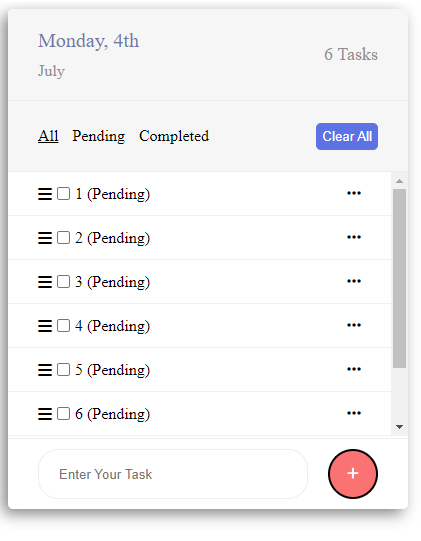 Monday, 4th
July
6 Tasks
All Pending Completed Clear All
1 (Pending)
2 (Pending)
3 (Pending)
4 (Pending)
5 (Pending)
6 (Pending)
Enter Your Task
+